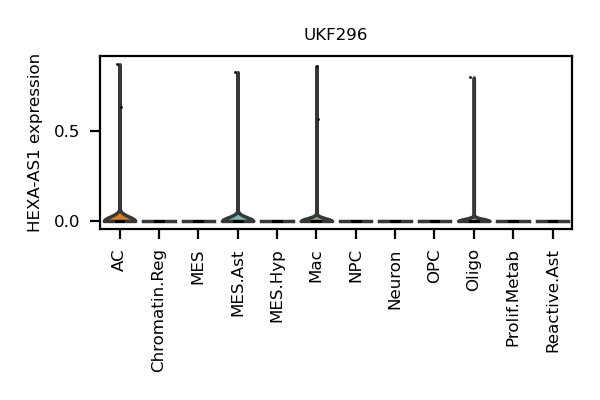 UKF296
HEXA-AS1 expression
0.5
0.0
AC
Chromatin.Reg
MES
MES.Ast
MES.Hyp
Mac
NPC
Neuron
OPC
Oligo
Prolif.Metab
Reactive.Ast